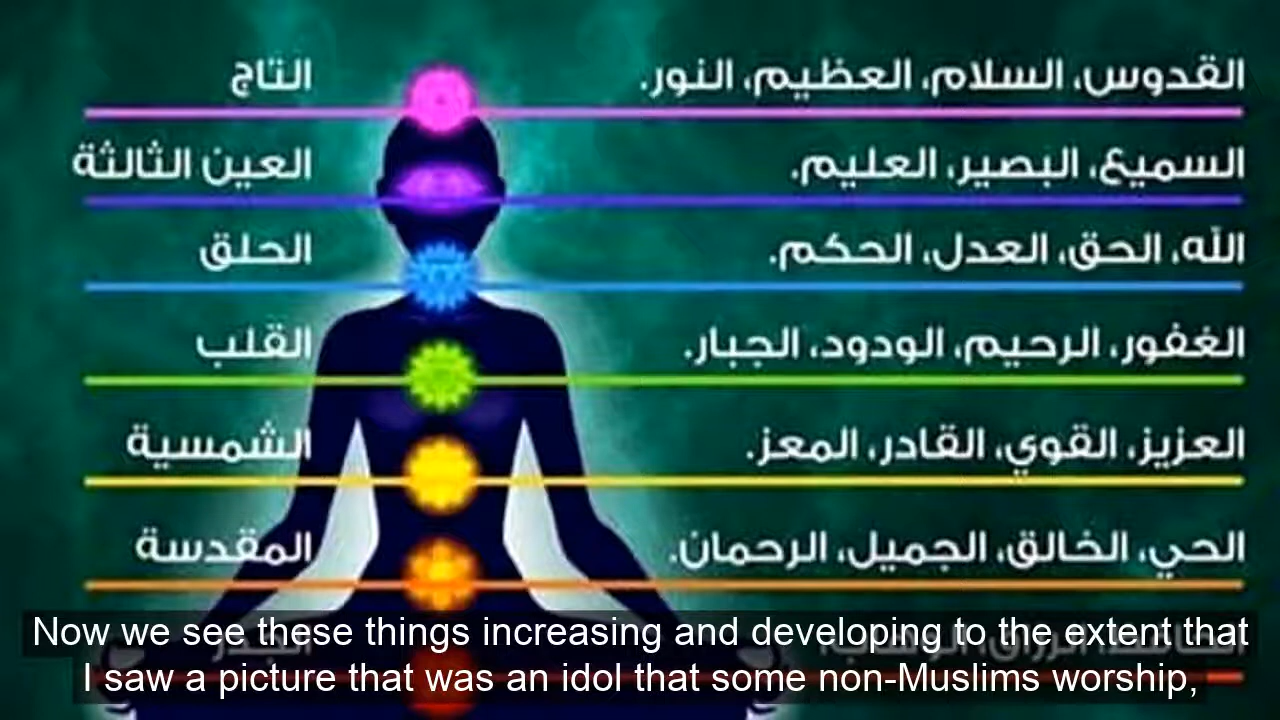 القدوس، السلام، العظيم، النور. التاج
السميع، البصير، العليم. العين الثالثة
الله، الحق، العدل، الحكم. الحلق
الغفور، الرحيم، الودود، الجبار. القلب
العزيز، القوي، القادر، المعز. الشمسية
الحي، الخالق، الجميل، الرحمان. المقدسة
Now we see these things increasing and developing to the extent that
I saw a picture that was an idol that some non-Muslims worship,